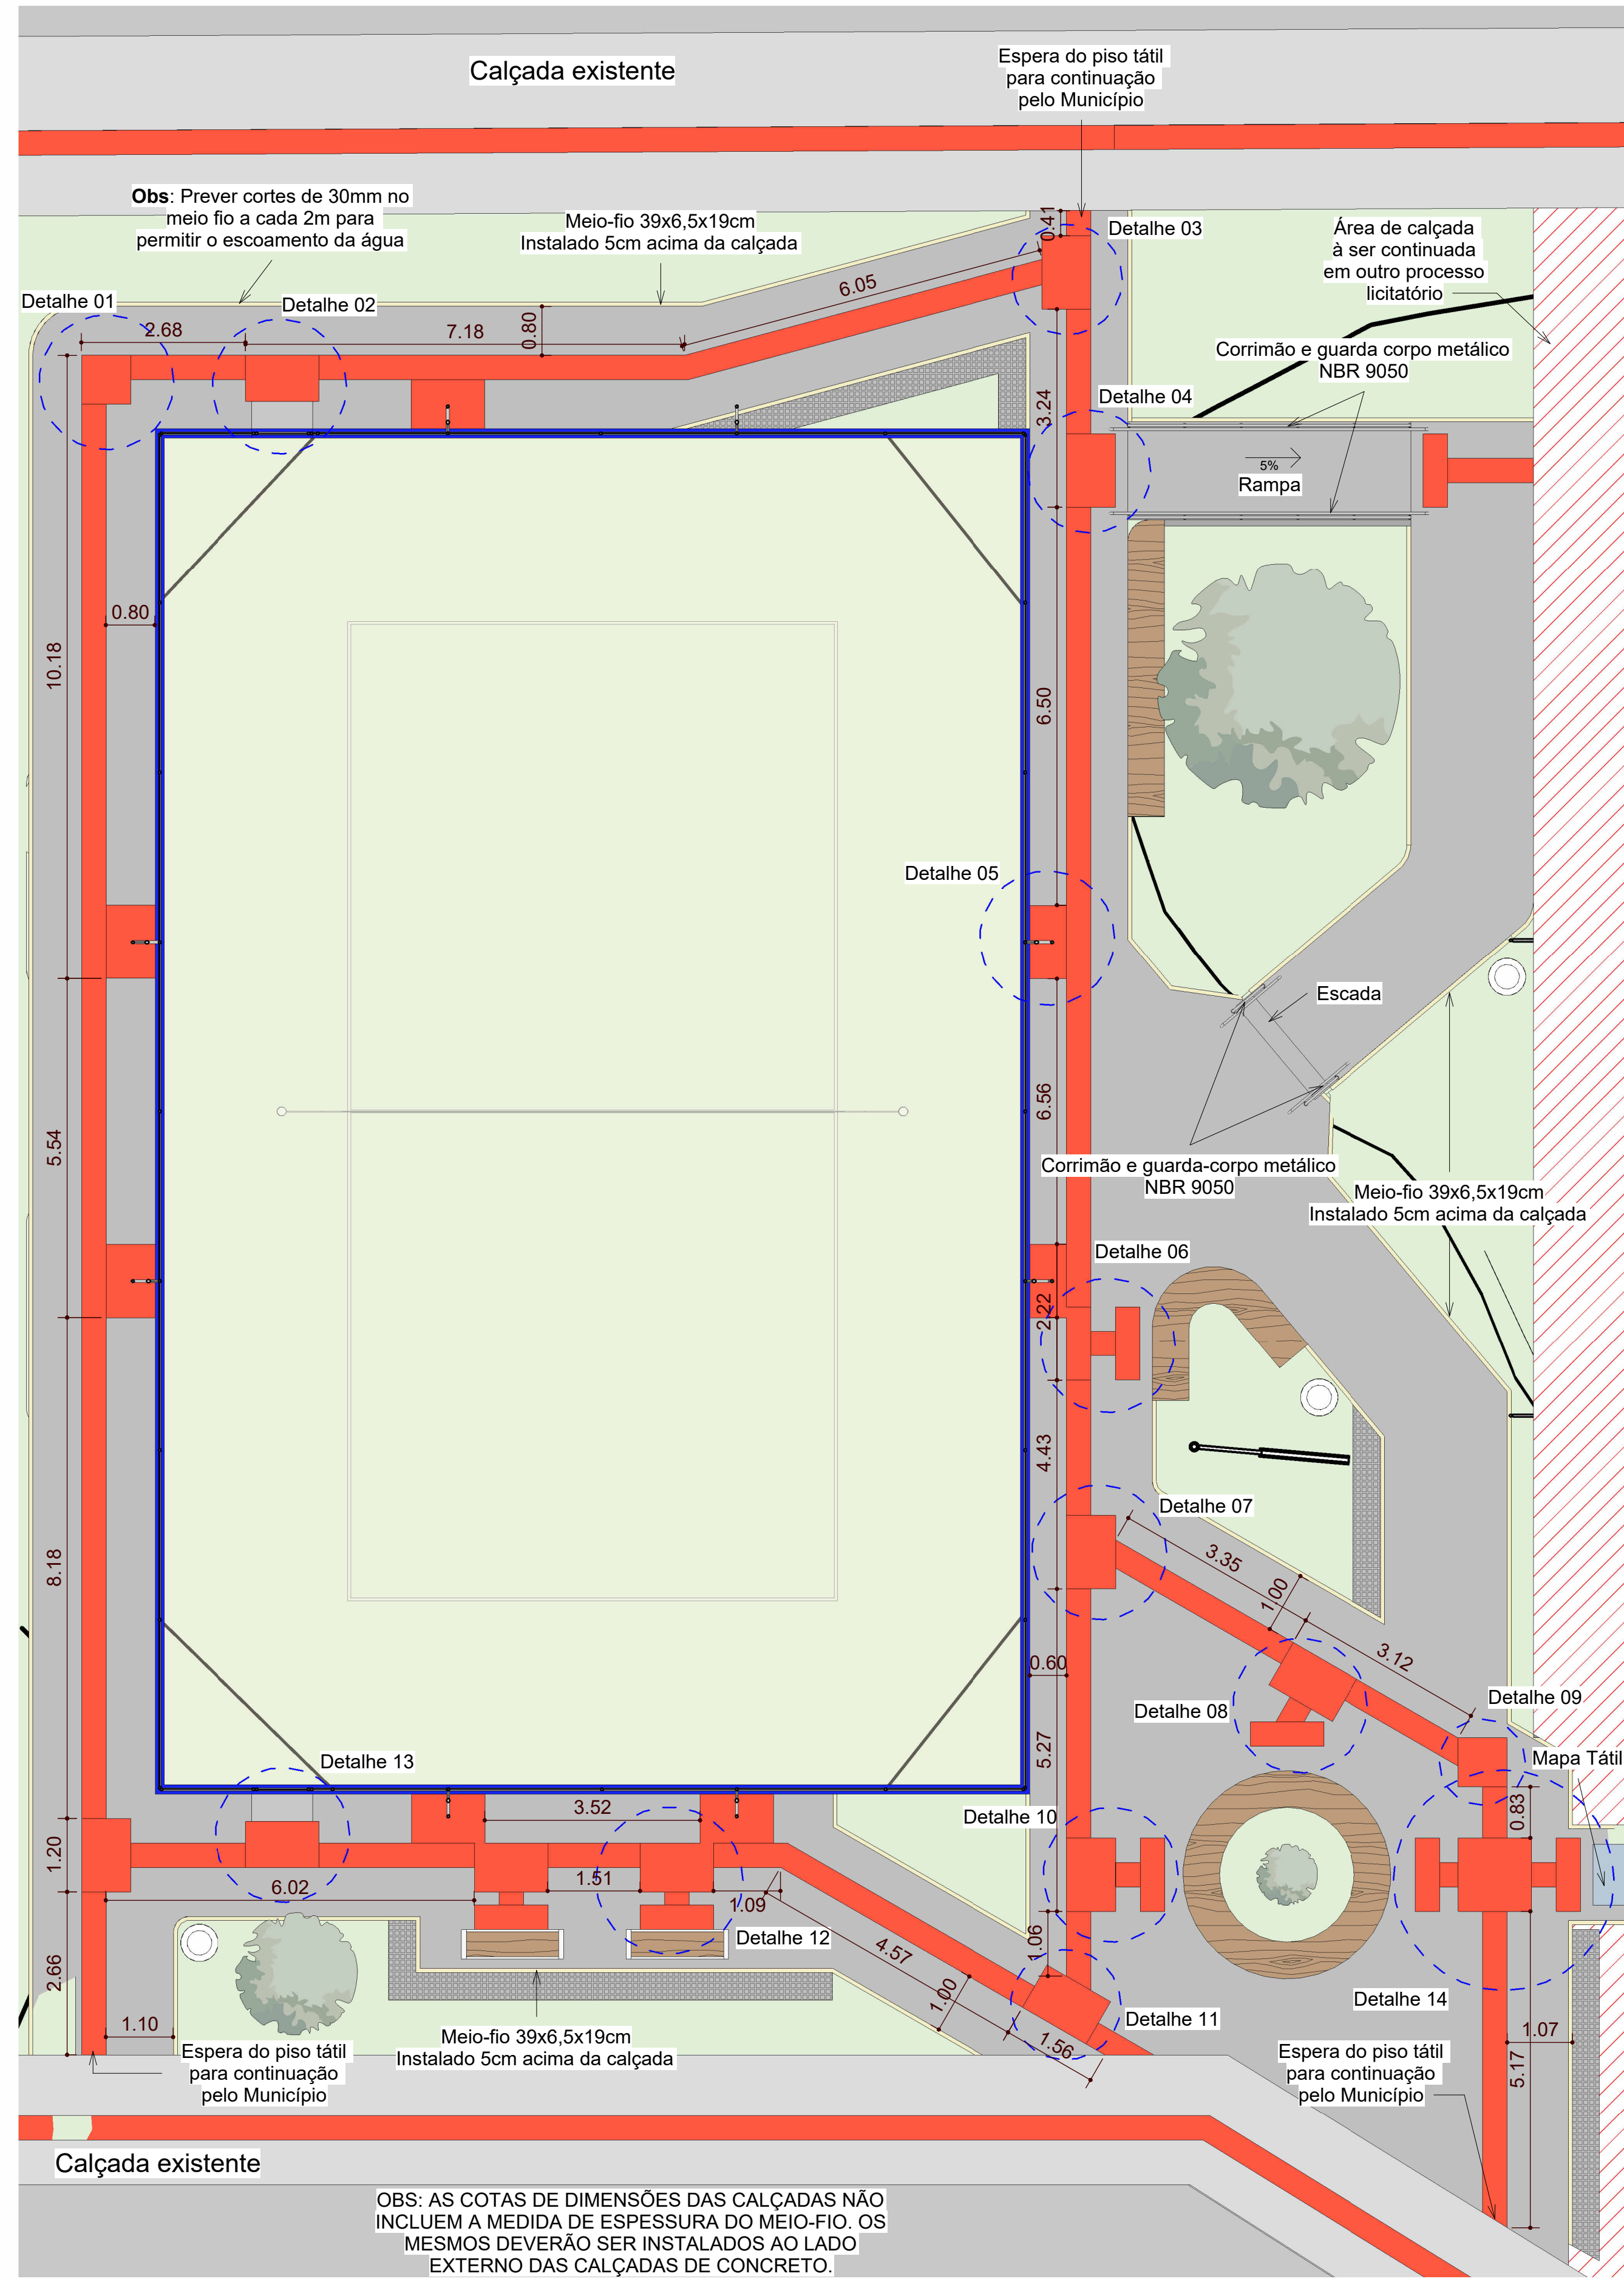 Calçada existente
Espera do piso tátil
para continuação
pelo Município
Obs: Prever cortes de 30mm no
meio fio a cada 2m para
permitir o escoamento da água
Meio-fio 39x6,5x19cm
Instalado 5cm acima da calçada
0.41
Detalhe 03
Área de calçada
à ser continuada
em outro processo
licitatório
Detalhe 01
Detalhe 02
6.05
2.68
7.18
0.80
Corrimão e guarda corpo metálico
NBR 9050
3.24
Detalhe 04
5%
Rampa
0.80
10.18
6.50
Detalhe 05
Escada
5.54
6.56
Corrimão e guarda-corpo metálico
NBR 9050
Meio-fio 39x6,5x19cm
Instalado 5cm acima da calçada
Detalhe 06
2.22
4.43
Detalhe 07
3.35
1.00
8.18
3.12
0.60
Detalhe 08
Detalhe 09
5.27
Mapa Tátil
Detalhe 13
3.52
Detalhe 10
0.83
1.20
6.02
1.51
1.09
Detalhe 12
4.57
1.06
2.66
1.00
Detalhe 14
1.10
Detalhe 11
1.56
1.07
5.17
Espera do piso tátil
para continuação
pelo Município
Meio-fio 39x6,5x19cm
Instalado 5cm acima da calçada
Espera do piso tátil
para continuação
pelo Município
Calçada existente
OBS: AS COTAS DE DIMENSÕES DAS CALÇADAS NÃO
INCLUEM A MEDIDA DE ESPESSURA DO MEIO-FIO. OS
MESMOS DEVERÃO SER INSTALADOS AO LADO
EXTERNO DAS CALÇADAS DE CONCRETO.